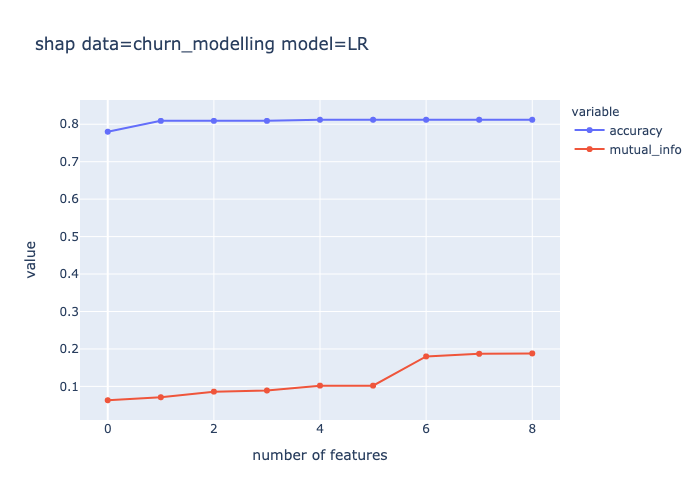 shap data=churn_modelling model=LR
variable
accuracy
mutual_info
value
0.8
0.7
0.6
0.5
0.4
0.3
0.2
0.1
0 2 4 6 8
number of features